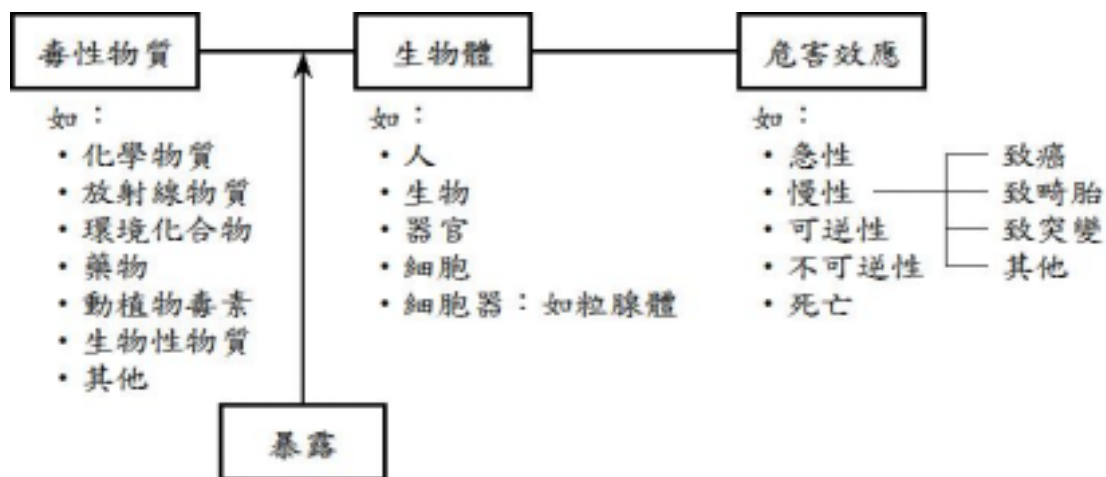 毒性物質
生物體
危害效應
如：
・化學物質
・放射線物質
・環境化合物
・藥物
・動植物毒素
・生物性物質
・其他
如：
・人
・生物
・器官
・細胞
・細胞器：如粒腺體
如：
・急性
・慢性
・可逆性
・不可逆性
・死亡
致癌
致畸胎
致突變
其他
暴露